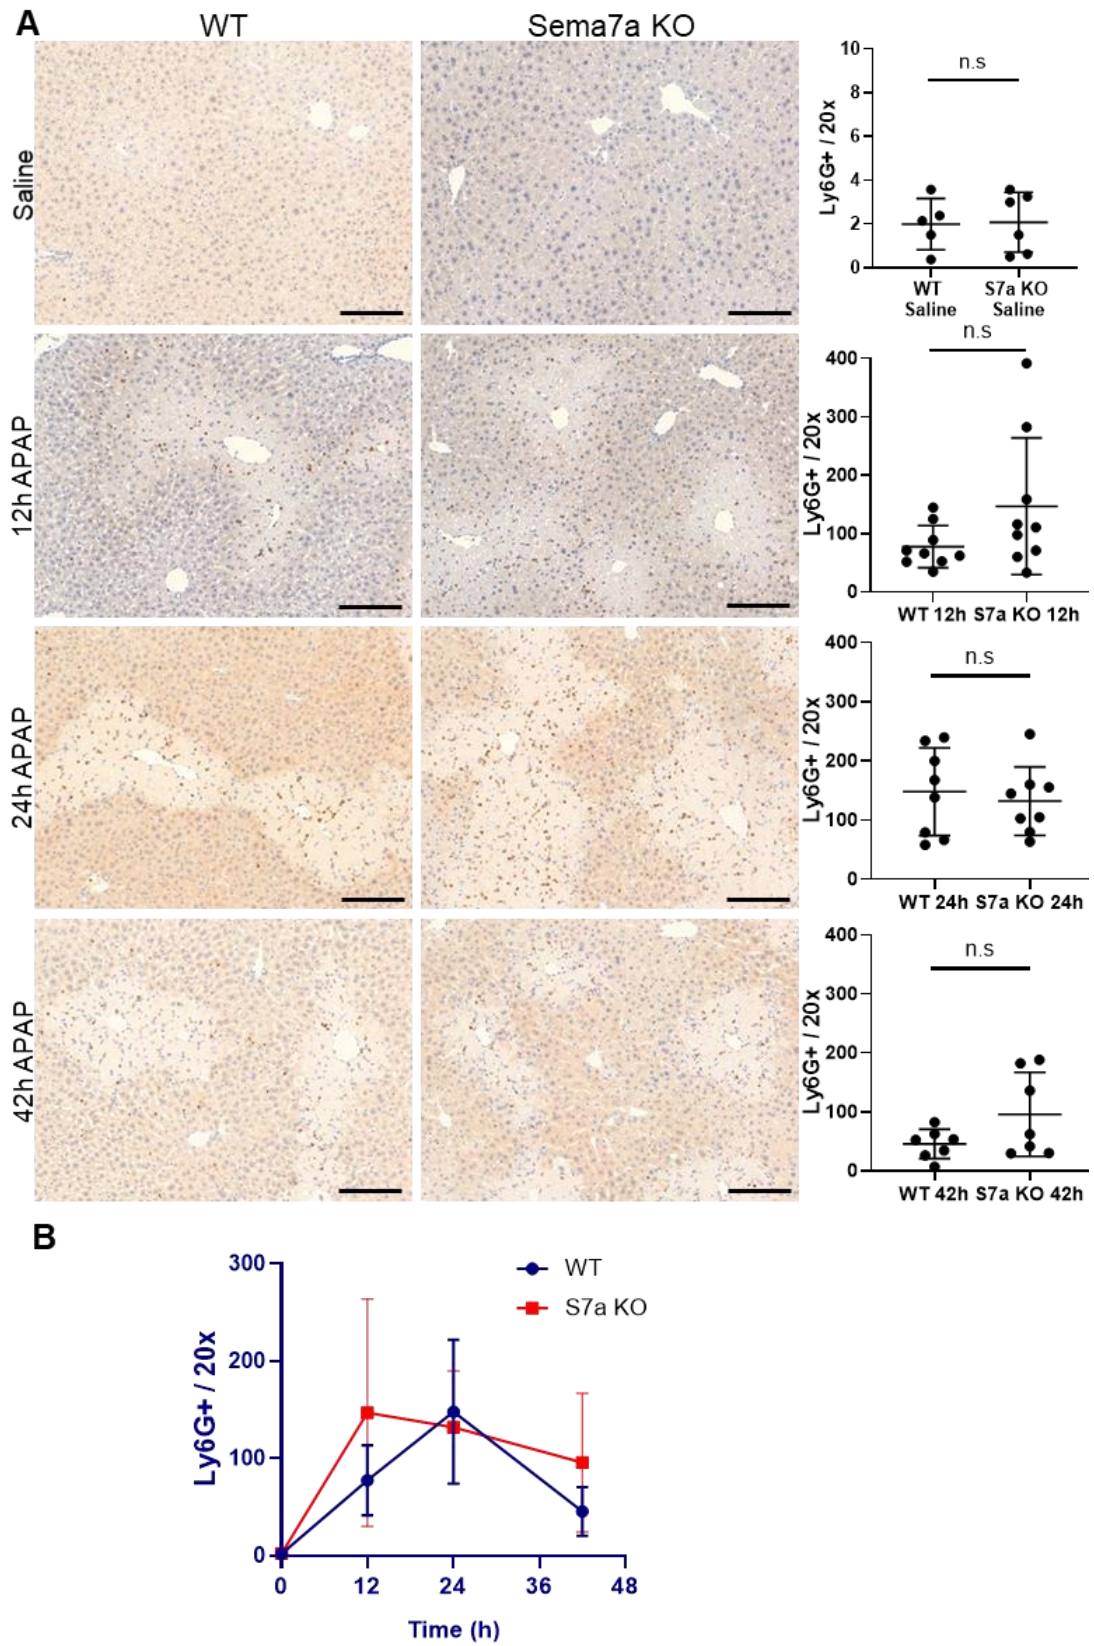 A
WT
Sema7a KO
Saline
10
8
6
4
2
0
Ly6G+ / 20x
n.s
WT
Saline
S7a KO
Saline
12h APAP
400
300
200
100
0
Ly6G+ / 20x
n.s
WT 12h S7a KO 12h
24h APAP
400
300
200
100
0
Ly6G+ / 20x
n.s
WT 24h S7a KO 24h
42h APAP
400
300
200
100
0
Ly6G+ / 20x
n.s
WT 42h S7a KO 42h
B
300
200
100
0
Ly6G+ / 20x
WT
S7a KO
0 12 24 36 48
Time (h)